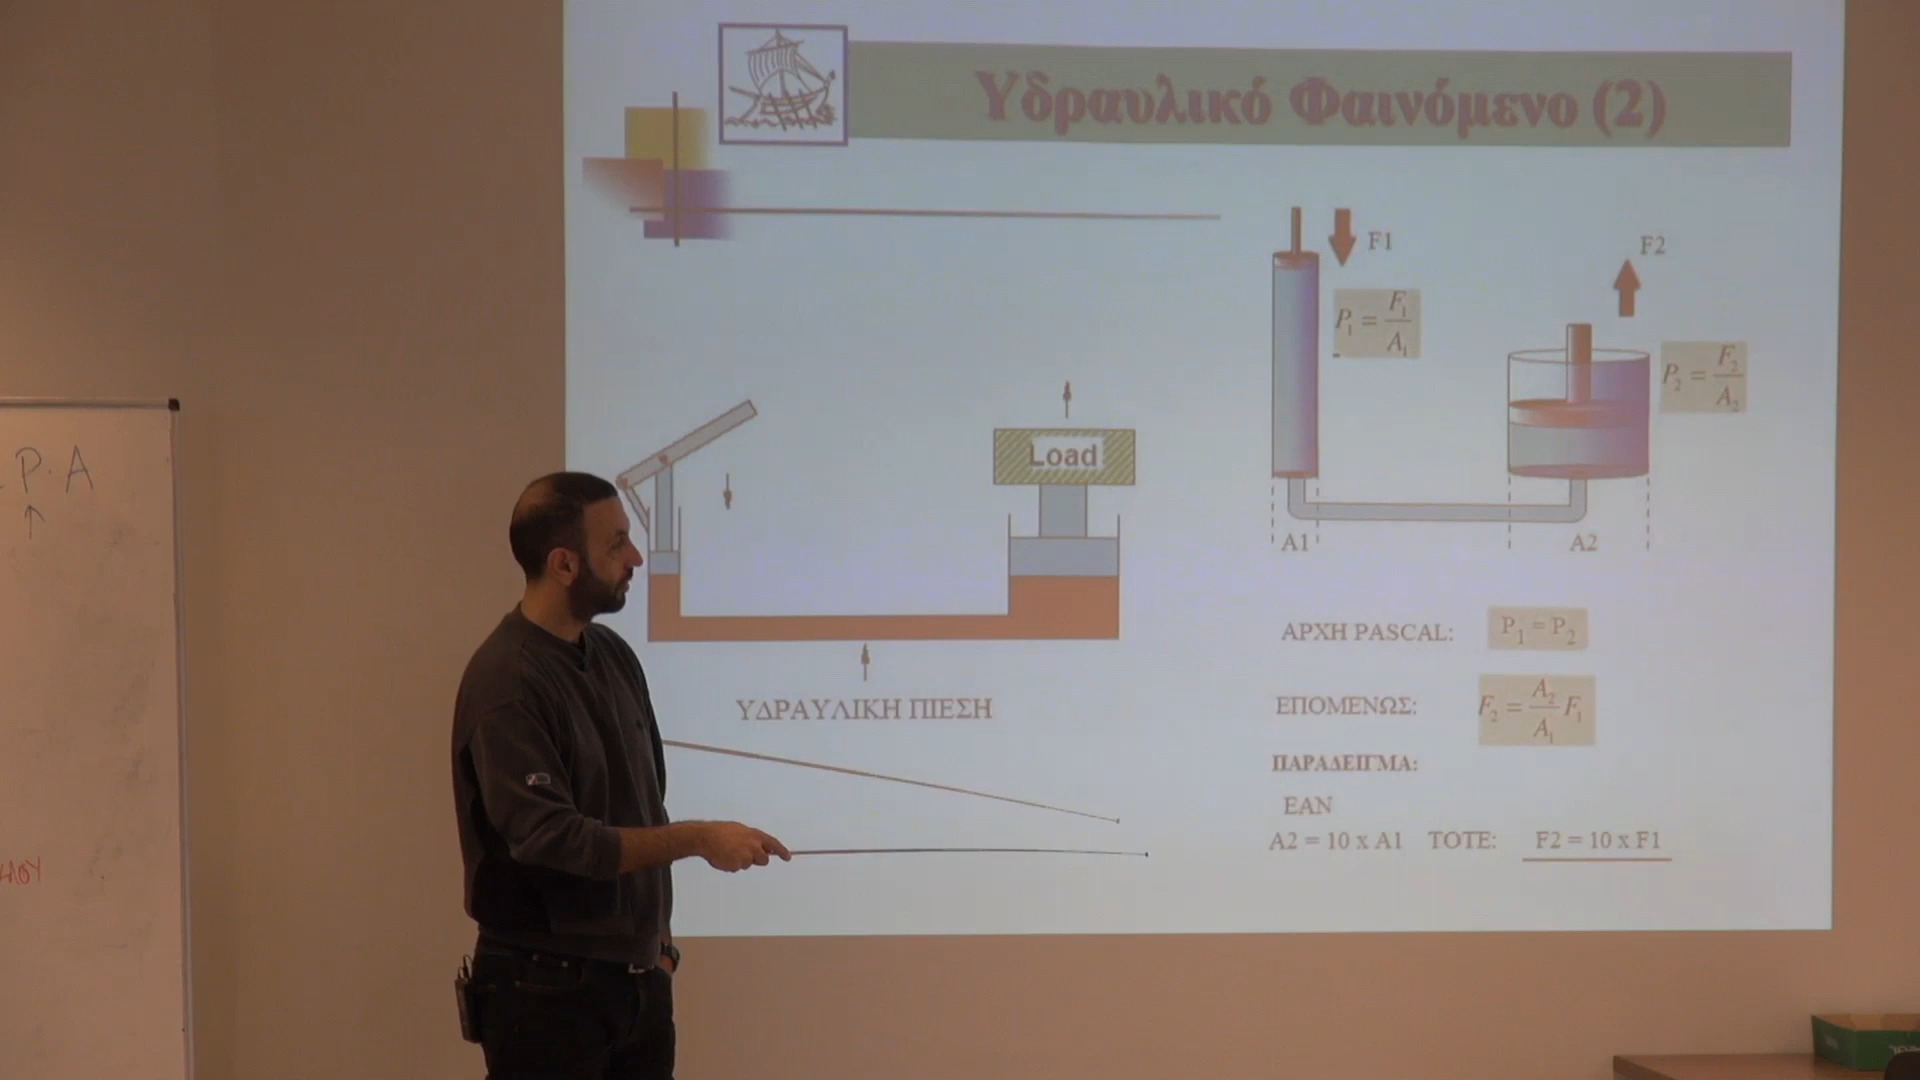 Υδραυλικό Φαινόμενο (2)
F1
F2
P₁ = F₁ / A₁
P₂ = F₂ / A₂
Load
A1
A2
P·A
↑
ΥΔΡΑΥΛΙΚΗ ΠΙΕΣΗ
ΑΡΧΗ PASCAL: P₁ = P₂
ΕΠΟΜΕΝΩΣ: F₂ = A₂ / A₁ F₁
ΠΑΡΑΔΕΙΓΜΑ:
ΕΑΝ
A2 = 10 x A1 ΤΟΤΕ: F2 = 10 x F1